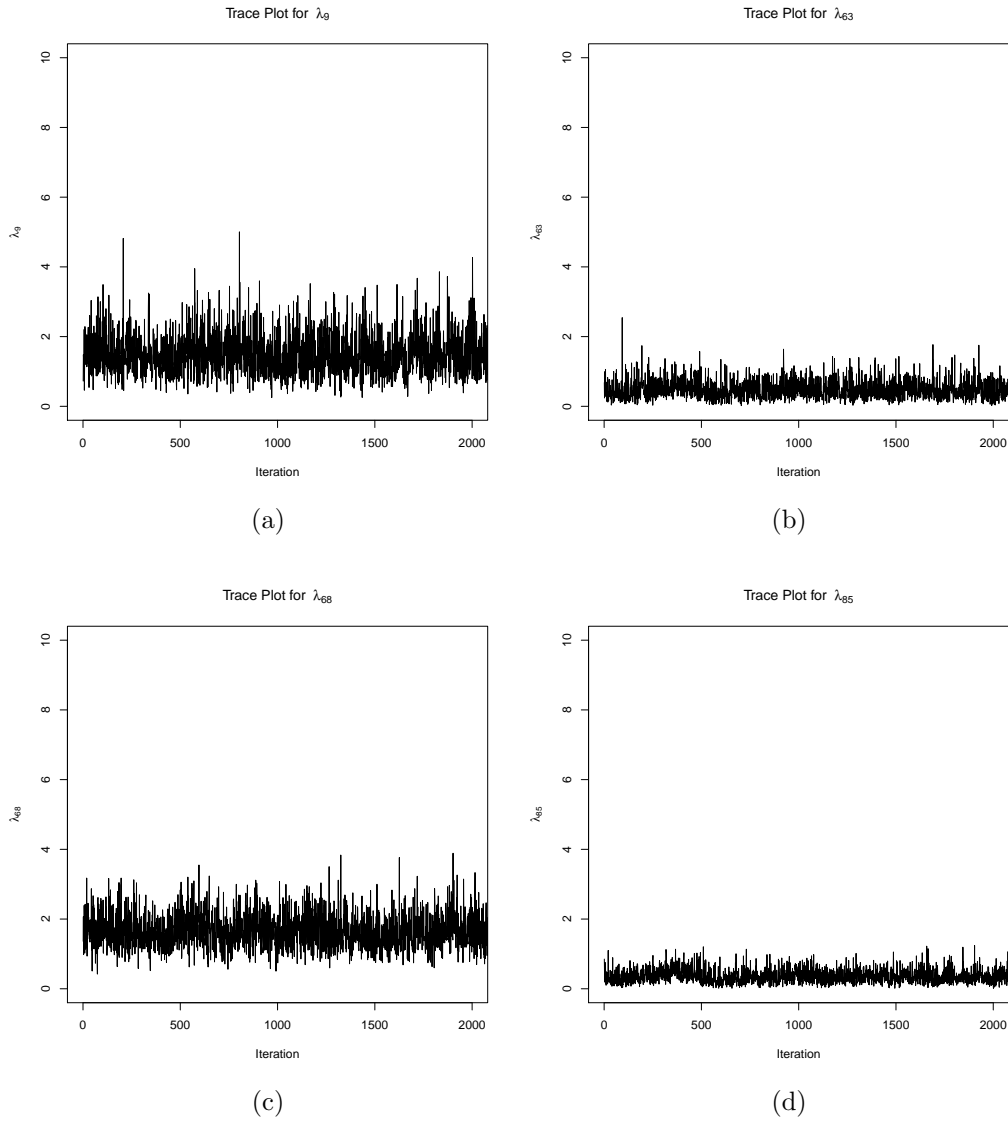 Trace Plot for λ9
λ9
10
8
6
4
2
0
0 500 1000 1500 2000
Iteration
(a)
Trace Plot for λ63
λ63
10
8
6
4
2
0
0 500 1000 1500 2000
Iteration
(b)
Trace Plot for λ68
λ68
10
8
6
4
2
0
0 500 1000 1500 2000
Iteration
(c)
Trace Plot for λ85
λ85
10
8
6
4
2
0
0 500 1000 1500 2000
Iteration
(d)